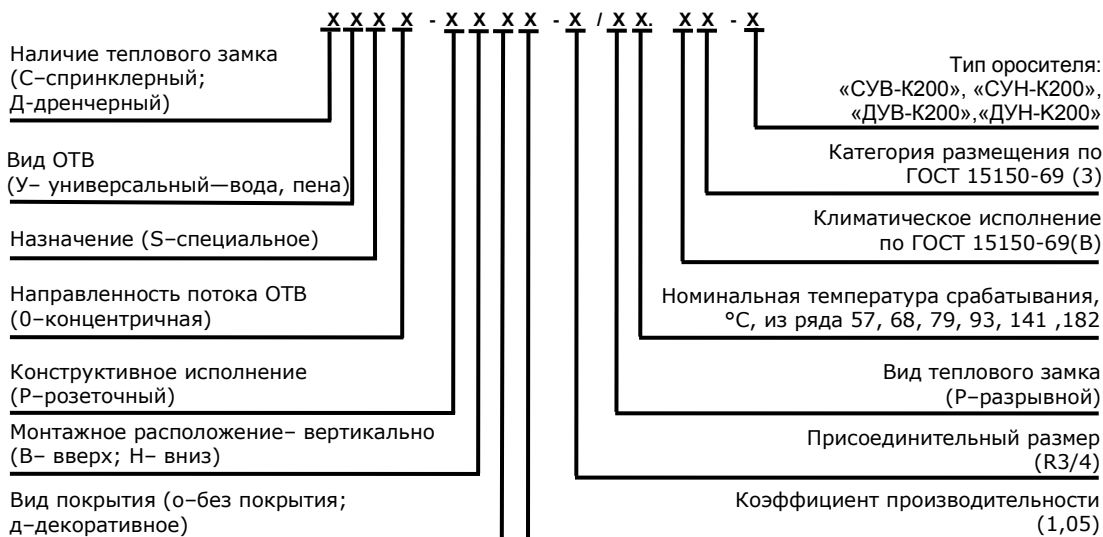 X X X X - X X X X - X / X X. X X - X
Наличие теплового замка
(С–спринклерный;
Д-дренчерный)
Вид ОТВ
(У– универсальный—вода, пена)
Назначение (S–специальное)
Направленность потока ОТВ
(0–концентричная)
Конструктивное исполнение
(Р–розеточный)
Монтажное расположение– вертикально
(В– вверх; Н– вниз)
Вид покрытия (о–без покрытия;
д–декоративное)
Тип оросителя:
«СУВ-К200», «СУН-К200»,
«ДУВ-К200»,«ДУН-К200»
Категория размещения по
ГОСТ 15150-69 (3)
Климатическое исполнение
по ГОСТ 15150-69(В)
Номинальная температура срабатывания,
°С, из ряда 57, 68, 79, 93, 141 ,182
Вид теплового замка
(Р–разрывной)
Присоединительный размер
(R3/4)
Коэффициент производительности
(1,05)